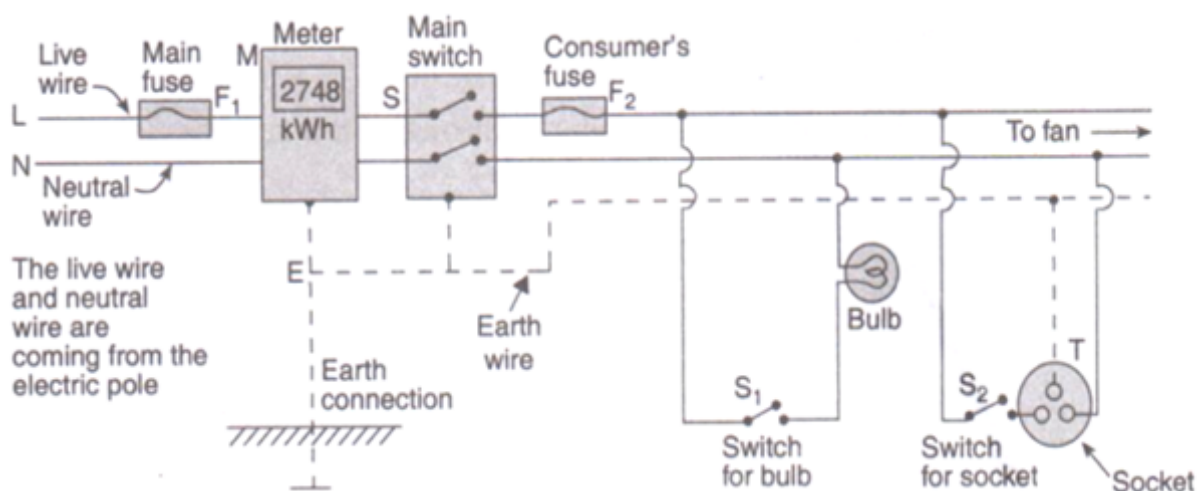 Live
wire
Main
fuse
F1
L
N
Neutral
wire
M
Meter
2748
kWh
Main
switch
S
Consumer's
fuse
F2
To fan
The live wire
and neutral
wire are
coming from the
electric pole
E
Earth
wire
Earth
connection
Bulb
S1
Switch
for bulb
S2
Switch
for socket
T
Socket